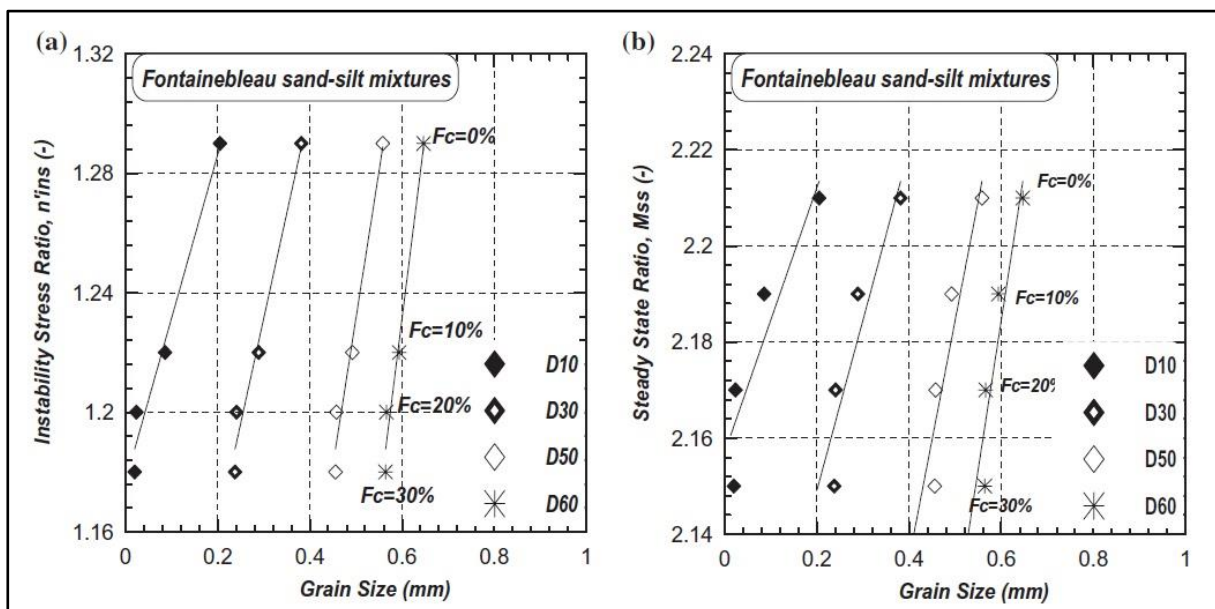 (a)
1.32
Fontainebleau sand-silt mixtures
Fc=0%
1.28
1.24
Fc=10%
D10
1.2
Fc=20%
D30
D50
Fc=30%
D60
1.16
0 0.2 0.4 0.6 0.8 1
Grain Size (mm)
Instability Stress Ratio, n'ins (-)
(b)
2.24
Fontainebleau sand-silt mixtures
2.22
Fc=0%
2.2
Fc=10%
2.18
D10
Fc=20%
D30
2.16
D50
Fc=30%
D60
2.14
0 0.2 0.4 0.6 0.8 1
Grain Size (mm)
Steady State Ratio, Mss (-)